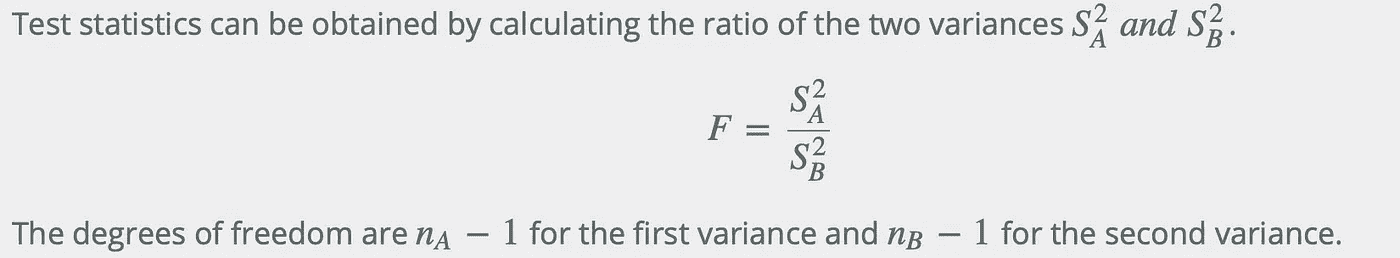 Test statistics can be obtained by calculating the ratio of the two variances $S_A^2$ and $S_B^2$.
$F = \frac{S_A^2}{S_B^2}$
The degrees of freedom are $n_A - 1$ for the first variance and $n_B - 1$ for the second variance.